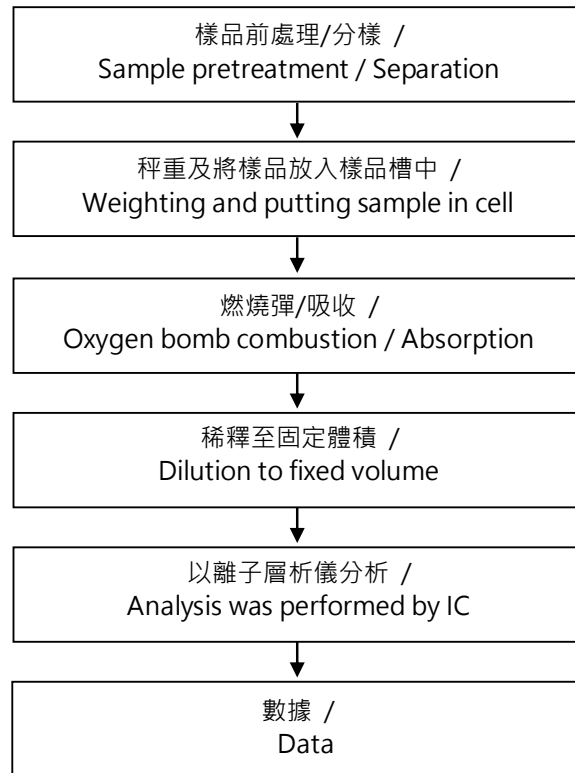 樣品前處理/分樣 /
Sample pretreatment / Separation
秤重及將樣品放入樣品槽中 /
Weighting and putting sample in cell
燃燒彈/吸收 /
Oxygen bomb combustion / Absorption
稀釋至固定體積 /
Dilution to fixed volume
以離子層析儀分析 /
Analysis was performed by IC
數據 /
Data